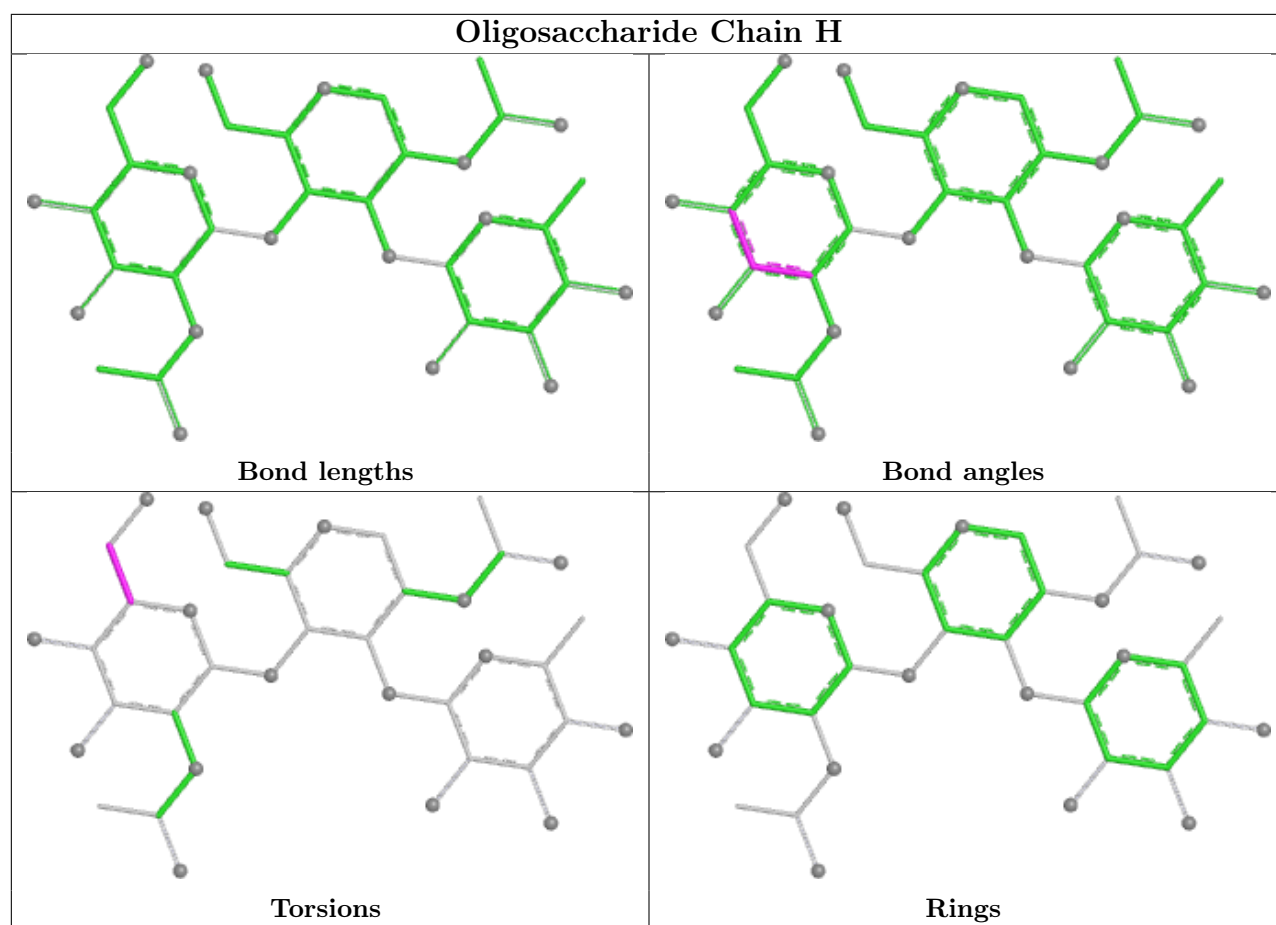 Oligosaccharide Chain H
Bond lengths
Bond angles
Torsions
Rings